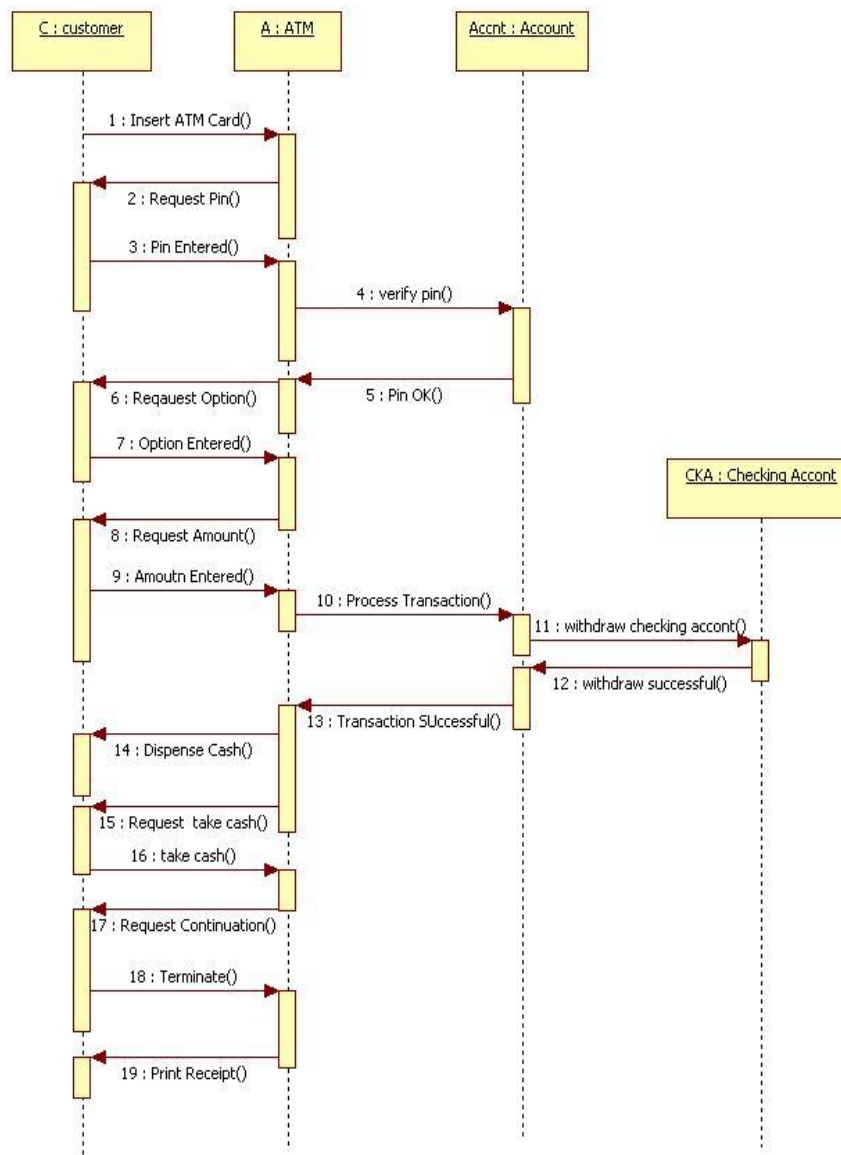 C : customer
A : ATM
Accnt : Account
1 : Insert ATM Card()
2 : Request Pin()
3 : Pin Entered()
4 : verify pin()
5 : Pin OK()
6 : Reqauest Option()
7 : Option Entered()
CKA : Checking Accont
8 : Request Amount()
9 : Amoutn Entered()
10 : Process Transaction()
11 : withdraw checking accont()
12 : withdraw successful()
13 : Transaction SUccessful()
14 : Dispense Cash()
15 : Request  take cash()
16 : take cash()
17 : Request Continuation()
18 : Terminate()
19 : Print Receipt()